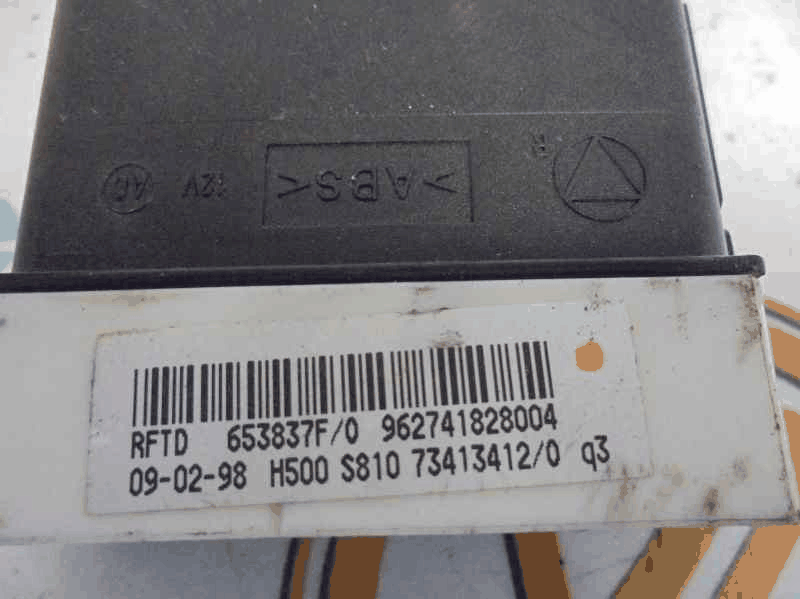 R
>ABS<
12V
RFTD 653837F/0 962741828004
09-02-98 H500 S810 73413412/0 q3